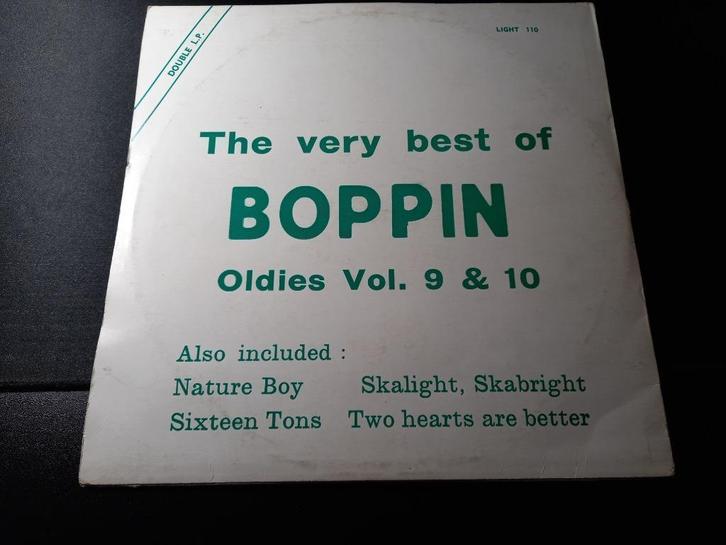 DOUBLE L.P.
LIGHT 110
The very best of
BOPPIN
Oldies Vol. 9 & 10
Also included :
Nature Boy Skalight, Skabright
Sixteen Tons Two hearts are better